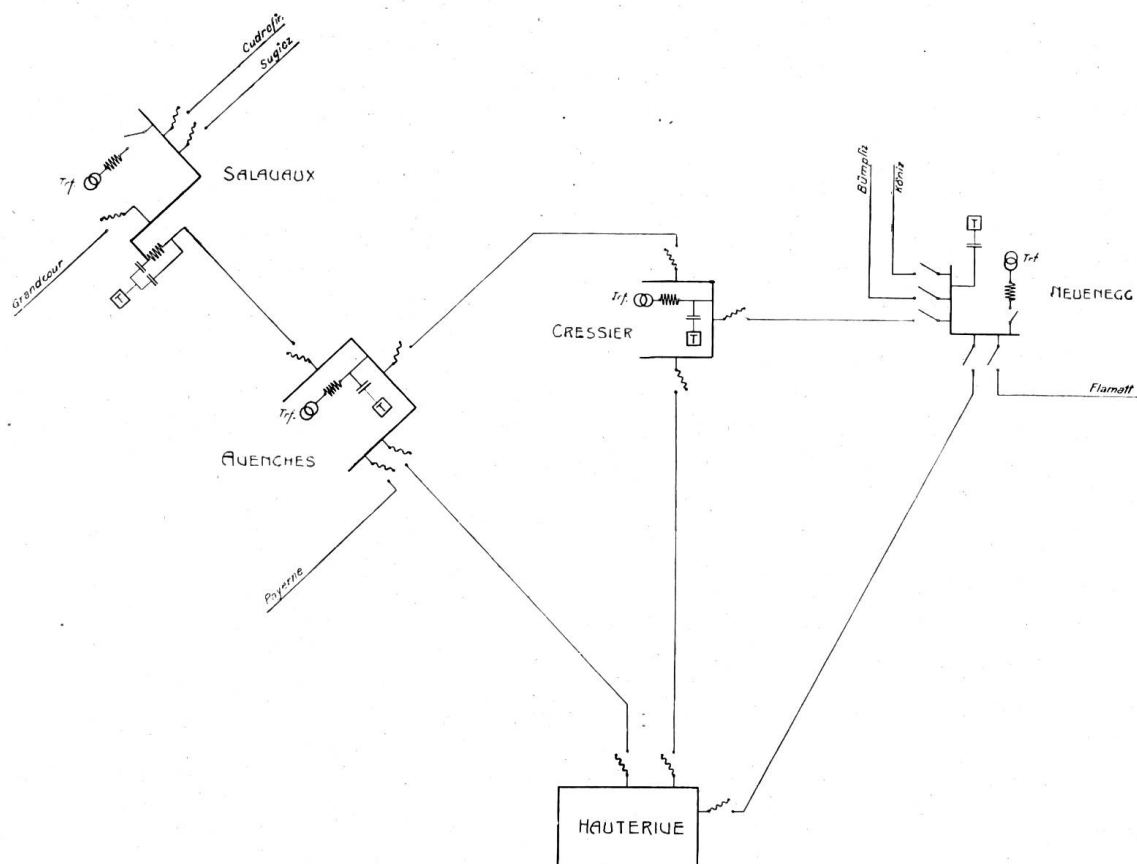 Cudrefin.
Sugiez
Trf.
SALAVAUX
Grandcour
T
Bümpliz
Köniz
T
Trf
NEUENEGG
Trf.
CRESSIER
T
Trf.
T
AVENCHES
Flamatt
Payerne
HAUTERIVE